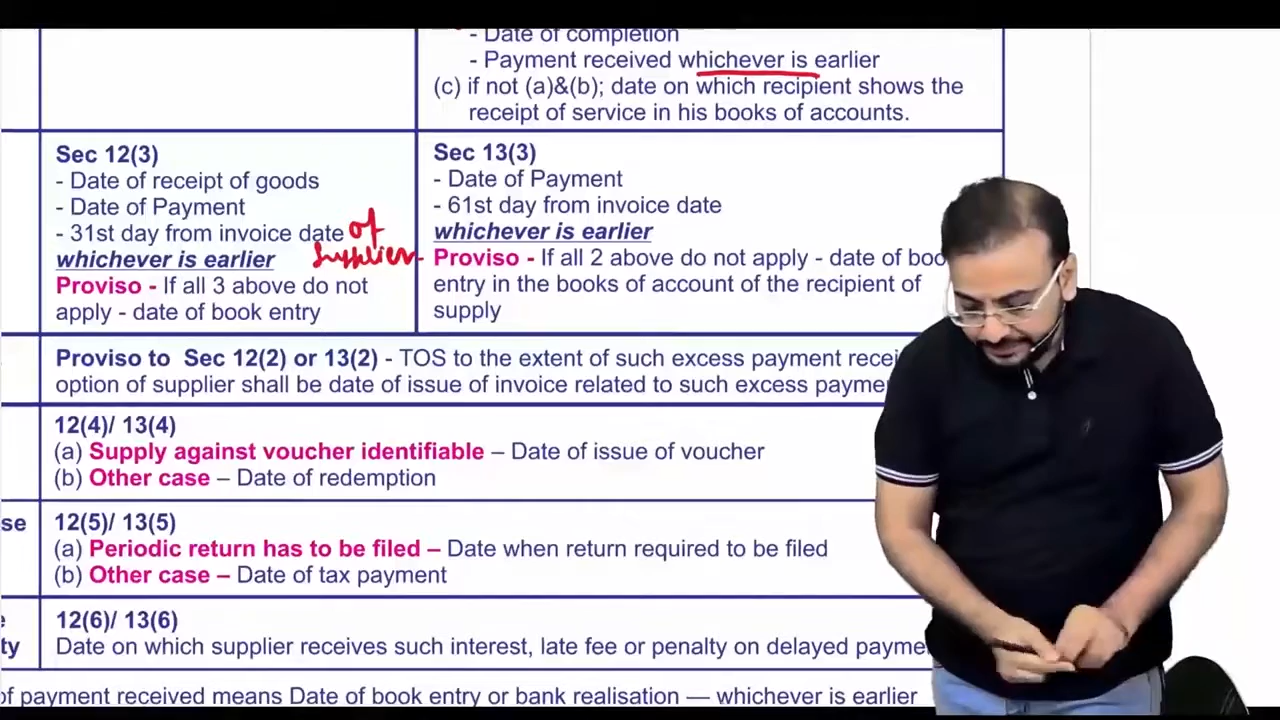 - Date of completion
- Payment received whichever is earlier
(c) if not (a)&(b); date on which recipient shows the
receipt of service in his books of accounts.
Sec 12(3)
- Date of receipt of goods
- Date of Payment
- 31st day from invoice date of
supplier
whichever is earlier
Proviso - If all 3 above do not
apply - date of book entry
Sec 13(3)
- Date of Payment
- 61st day from invoice date
whichever is earlier
Proviso - If all 2 above do not apply - date of boo
entry in the books of account of the recipient of
supply
Proviso to Sec 12(2) or 13(2) - TOS to the extent of such excess payment recei
option of supplier shall be date of issue of invoice related to such excess payme
12(4)/ 13(4)
(a) Supply against voucher identifiable – Date of issue of voucher
(b) Other case – Date of redemption
se
12(5)/ 13(5)
(a) Periodic return has to be filed – Date when return required to be filed
(b) Other case – Date of tax payment
e
ty
12(6)/ 13(6)
Date on which supplier receives such interest, late fee or penalty on delayed payme
of payment received means Date of book entry or bank realisation — whichever is earlier